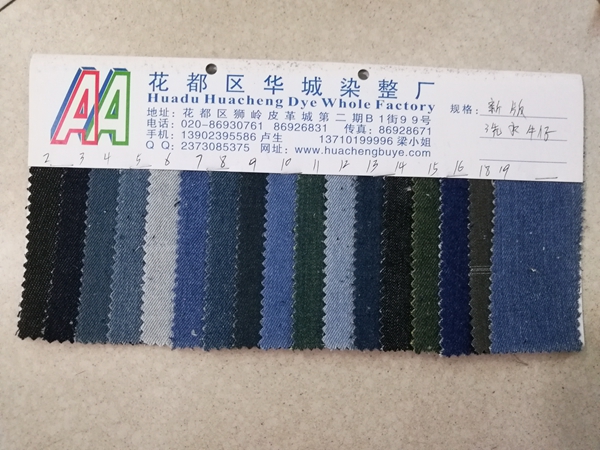 AA
花都区华城染整厂
Huadu Huacheng Dye Whole Factory
地址: 花都区狮岭皮革城第二期B1街99号
电话: 020-86930761 86926831 传真: 86928671
手机: 13902395586 卢生 13710199996 梁小姐
Q Q: 2373085375 网址: www.huachengbuye.com
规格: 新版
洗水牛仔
2 3 4 5 6 7 8 9 10 11 12 13 14 15 16 18 19